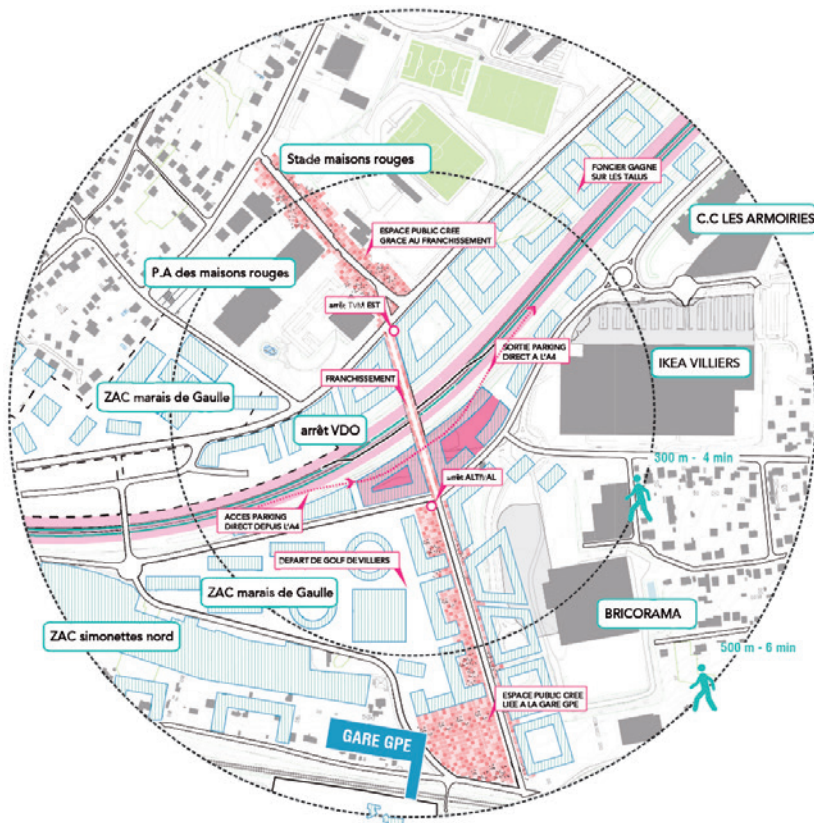 Stade maisons rouges
FONCIER GAGNE
SUR LES TALUS
C.C LES ARMOIRIES
ESPACE PUBLIC CREE
GRACE AU FRANCHISSEMENT
P.A des maisons rouges
arrêt TVM EST
SORTIE PARKING
DIRECT A L'A4
IKEA VILLIERS
FRANCHISSEMENT
ZAC marais de Gaulle
arrêt VDO
300 m - 4 min
arrêt ALTIVAL
ACCES PARKING
DIRECT DEPUIS L'A4
DEPART DE GOLF DE VILLIERS
ZAC marais de Gaulle
BRICORAMA
ZAC simonettes nord
500 m - 6 min
ESPACE PUBLIC CREE
LIEE A LA GARE GPE
GARE GPE